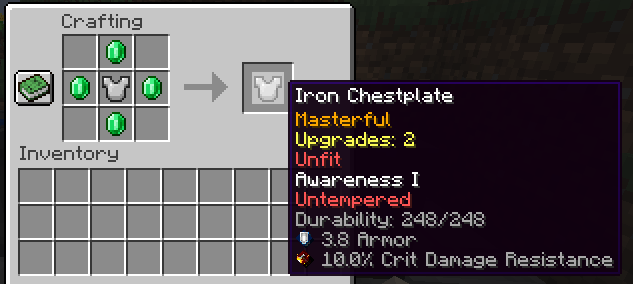 Crafting
Inventory
Iron Chestplate
Masterful
Upgrades: 2
Unfit
Awareness I
Untempered
Durability: 248/248
3.8 Armor
10.0% Crit Damage Resistance